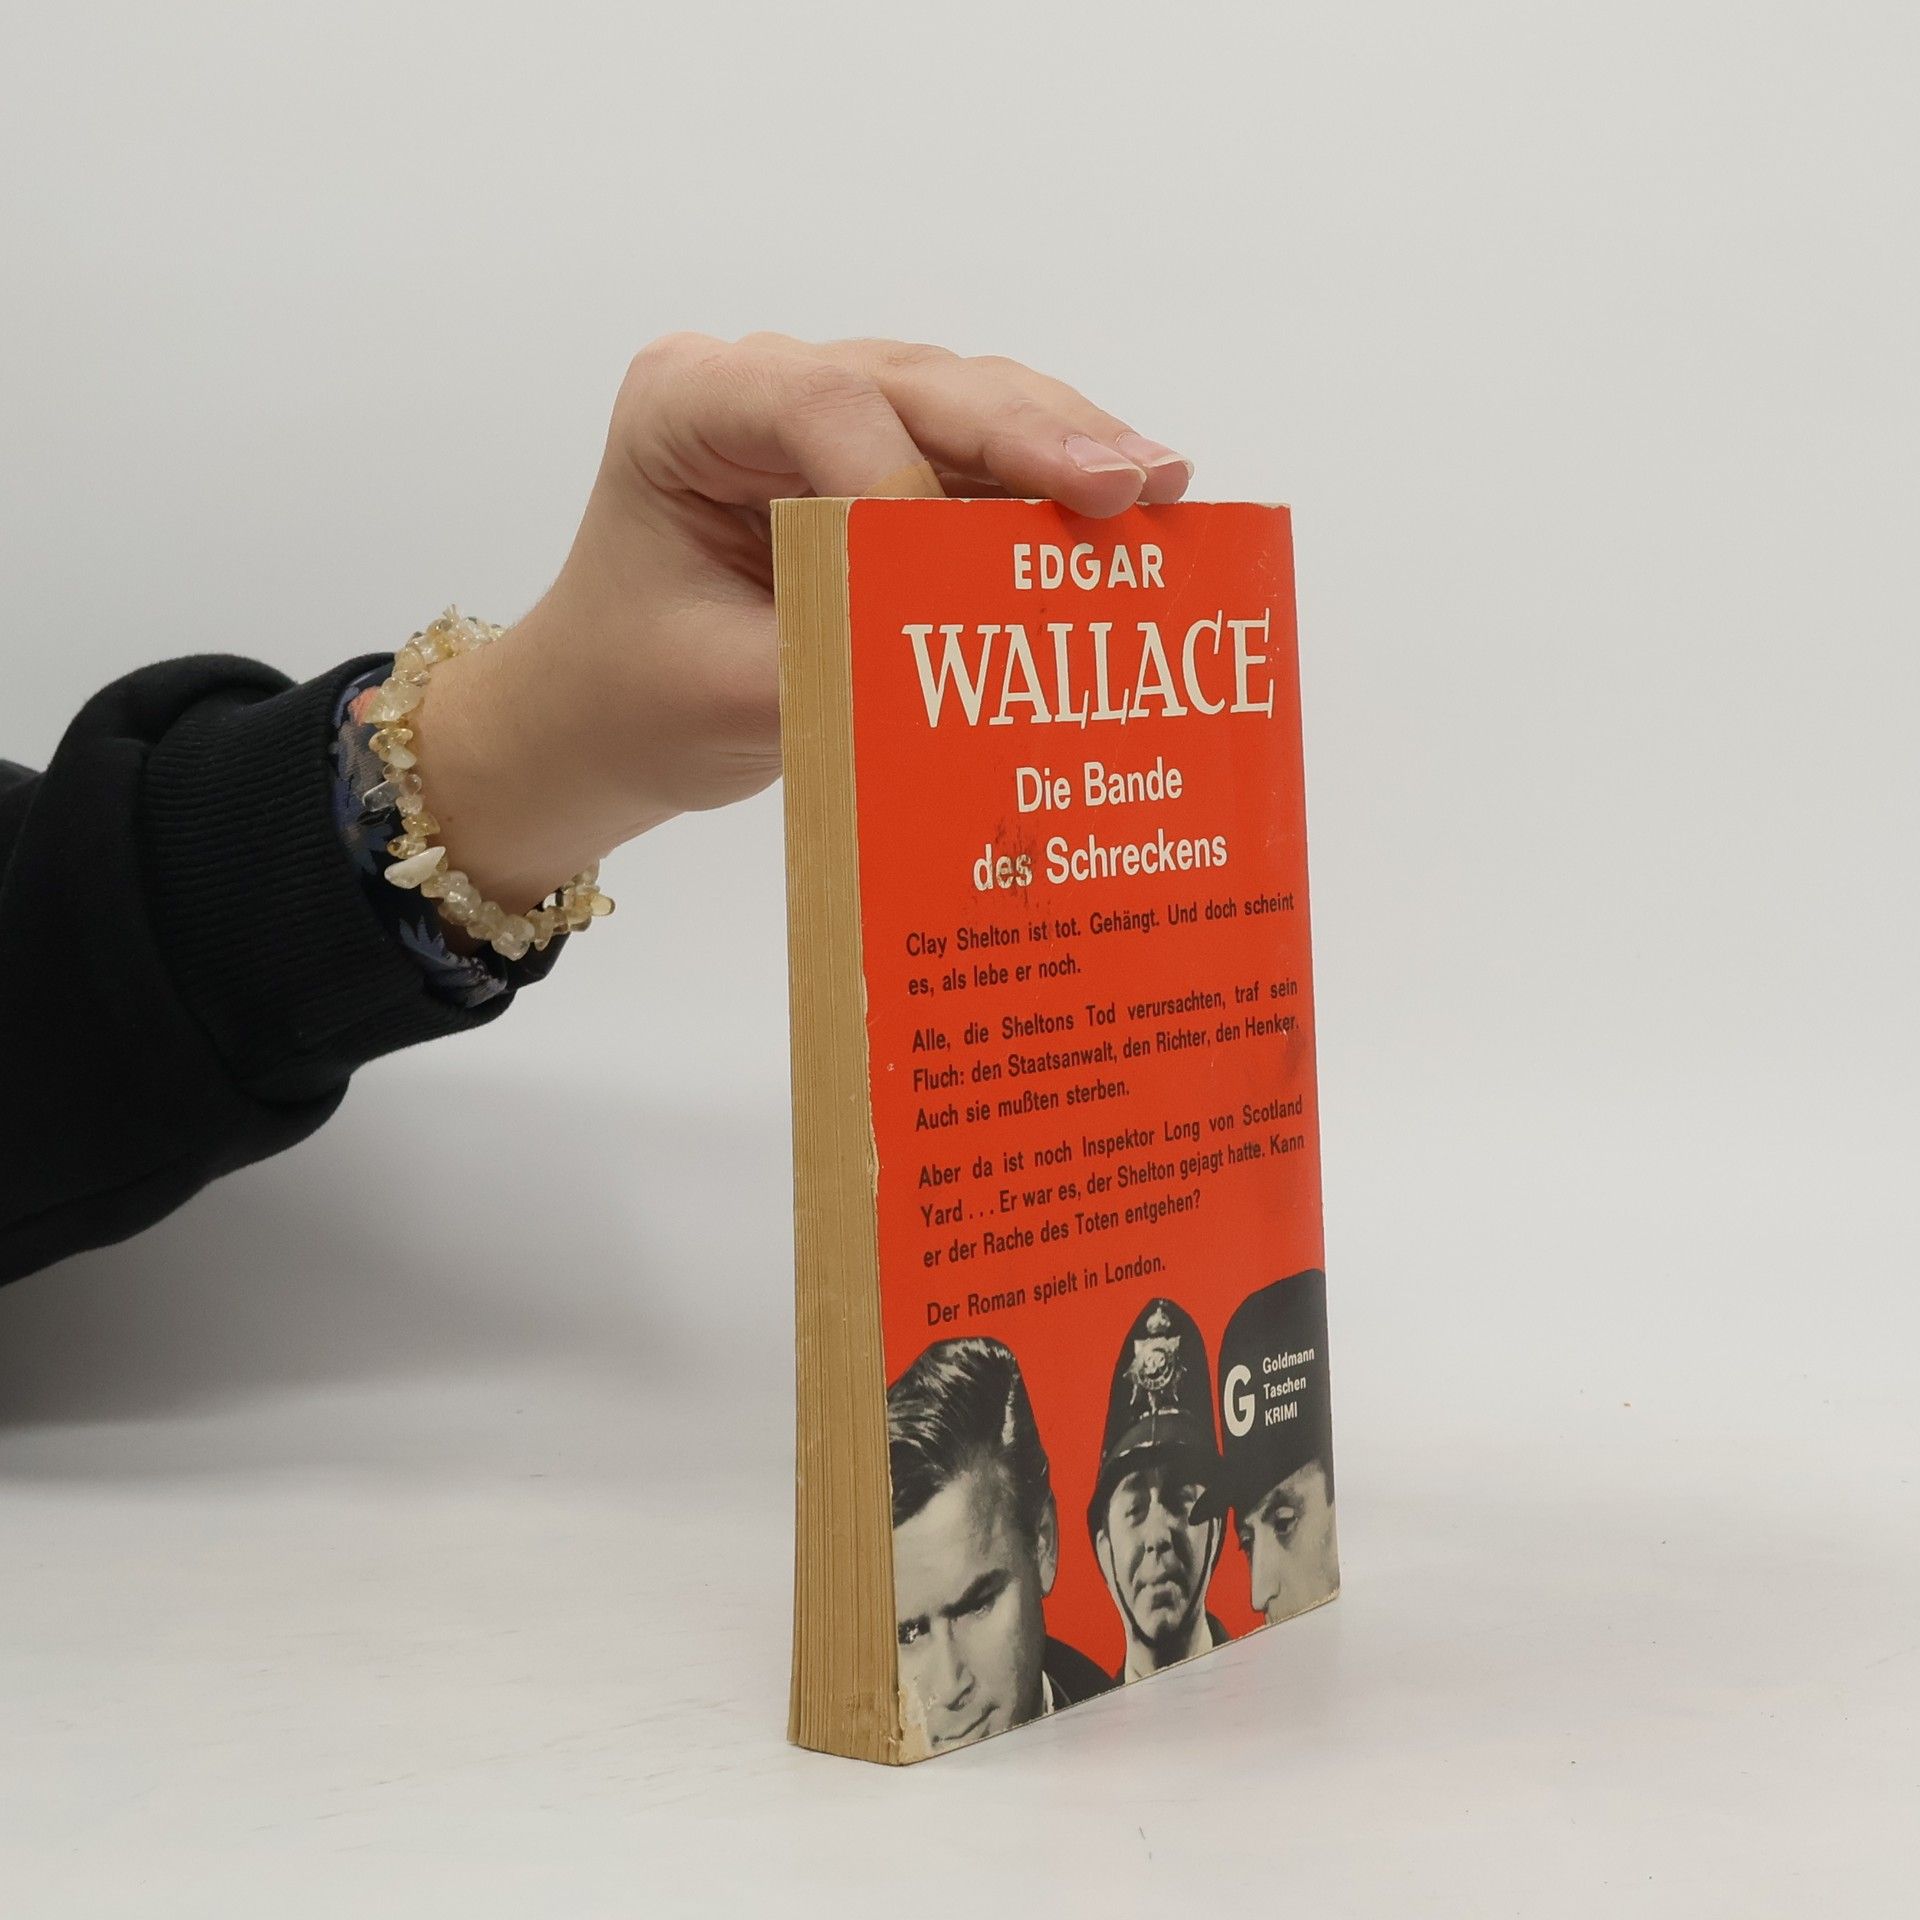 EDGAR
WALLACE
Die Bande
des Schreckens
Clay Shelton ist tot. Gehängt. Und doch scheint
es, als lebe er noch.
Alle, die Sheltons Tod verursachten, traf sein
Fluch: den Staatsanwalt, den Richter, den Henker.
Auch sie mußten sterben.
Aber da ist noch Inspektor Long von Scotland
Yard ... Er war es, der Shelton gejagt hatte. Kann
er der Rache des Toten entgehen?
Der Roman spielt in London.
G Goldmann
Taschen
KRIMI